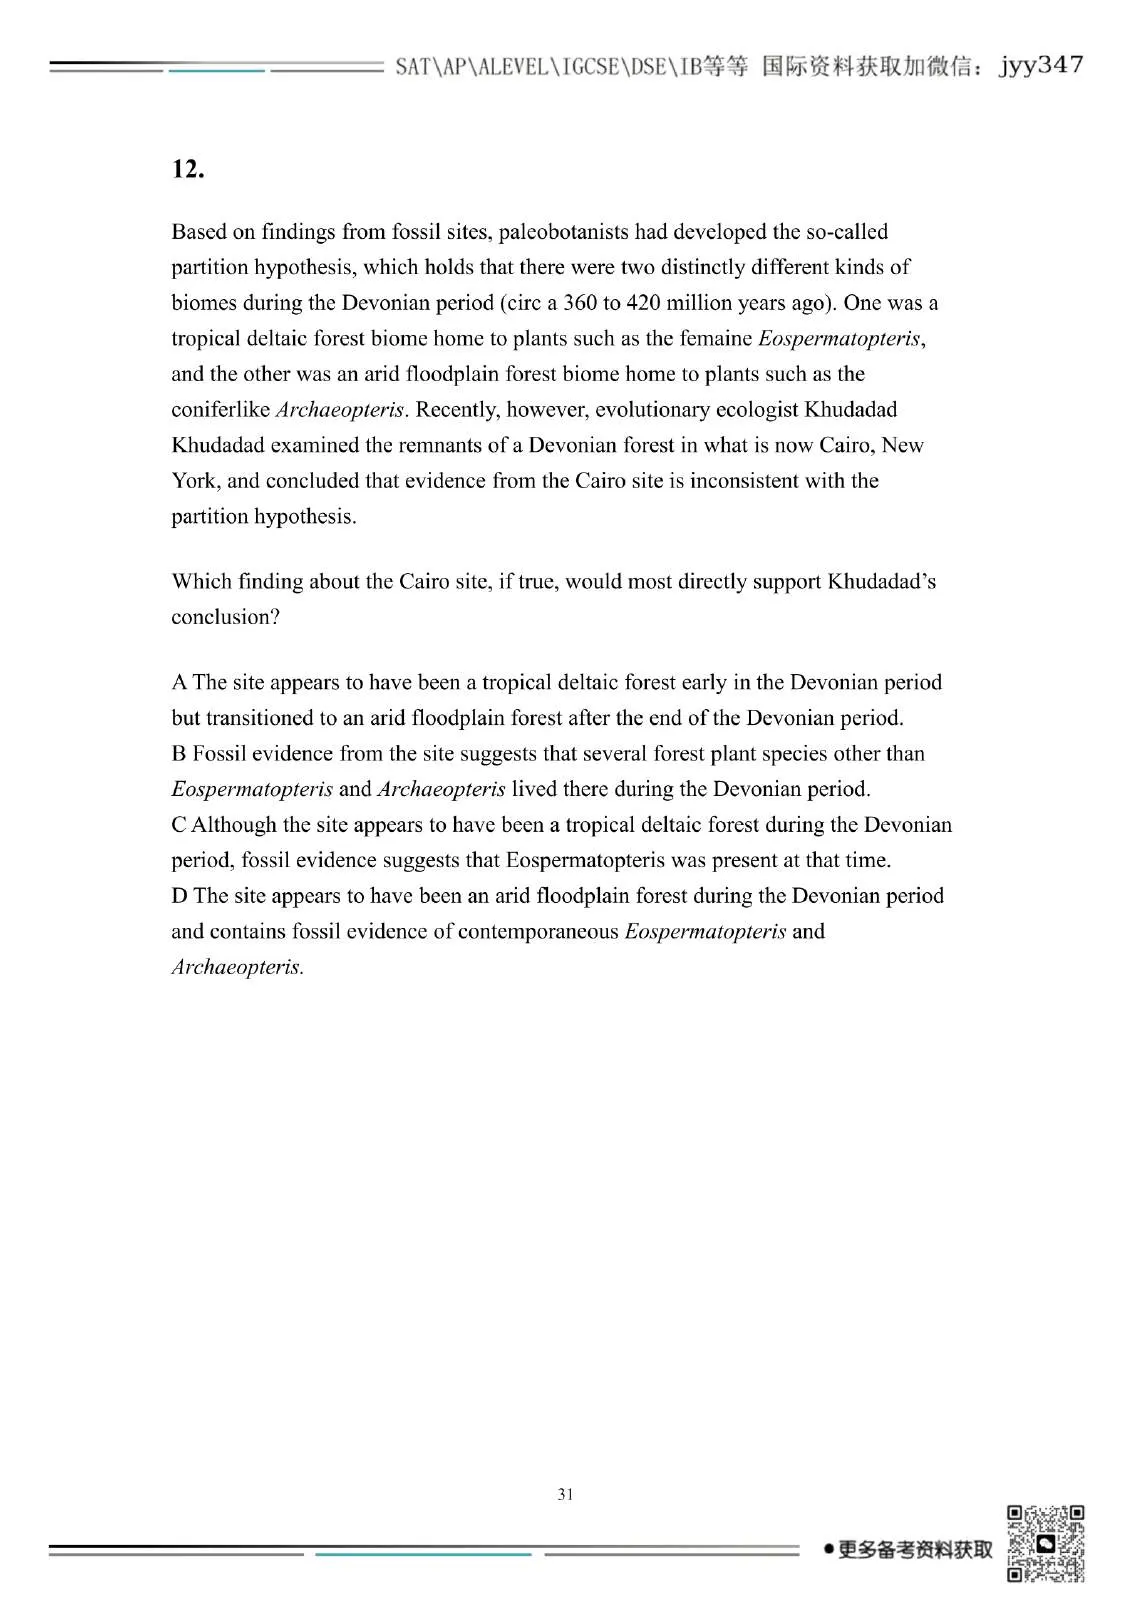 SAT\AP\ALEVEL\IGCSE\DSE\IB等等 国际资料获取加微信： jyy347
12.
Based on findings from fossil sites, paleobotanists had developed the so-called
partition hypothesis, which holds that there were two distinctly different kinds of
biomes during the Devonian period (circ a 360 to 420 million years ago). One was a
tropical deltaic forest biome home to plants such as the femaine Eospermatopteris,
and the other was an arid floodplain forest biome home to plants such as the
coniferlike Archaeopteris. Recently, however, evolutionary ecologist Khudadad
Khudadad examined the remnants of a Devonian forest in what is now Cairo, New
York, and concluded that evidence from the Cairo site is inconsistent with the
partition hypothesis.
Which finding about the Cairo site, if true, would most directly support Khudadad’s
conclusion?
A The site appears to have been a tropical deltaic forest early in the Devonian period
but transitioned to an arid floodplain forest after the end of the Devonian period.
B Fossil evidence from the site suggests that several forest plant species other than
Eospermatopteris and Archaeopteris lived there during the Devonian period.
C Although the site appears to have been a tropical deltaic forest during the Devonian
period, fossil evidence suggests that Eospermatopteris was present at that time.
D The site appears to have been an arid floodplain forest during the Devonian period
and contains fossil evidence of contemporaneous Eospermatopteris and
Archaeopteris.
31
●更多备考资料获取